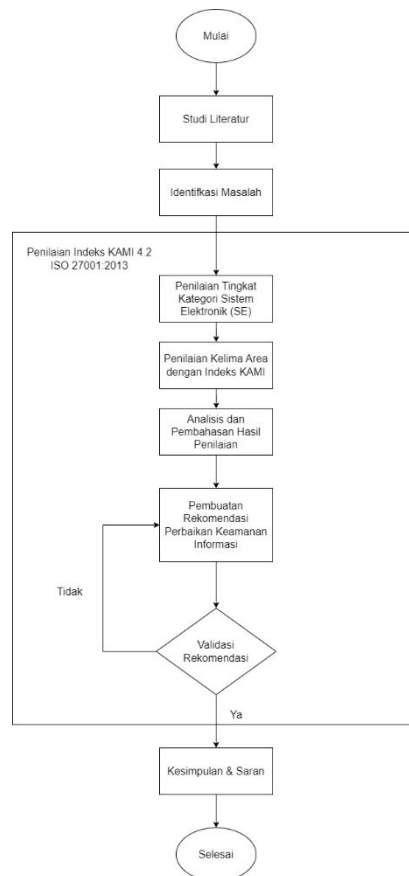 Mulai
Studi Literatur
Identifkasi Masalah
Penilaian Indeks KAMI 4.2
ISO 27001:2013
Penilaian Tingkat
Kategori Sistem
Elektronik (SE)
Penilaian Kelima Area
dengan Indeks KAMI
Analisis dan
Pembahasan Hasil
Penilaian
Pembuatan
Rekomendasi
Perbaikan Keamanan
Informasi
Tidak
Validasi
Rekomendasi
Ya
Kesimpulan & Saran
Selesai